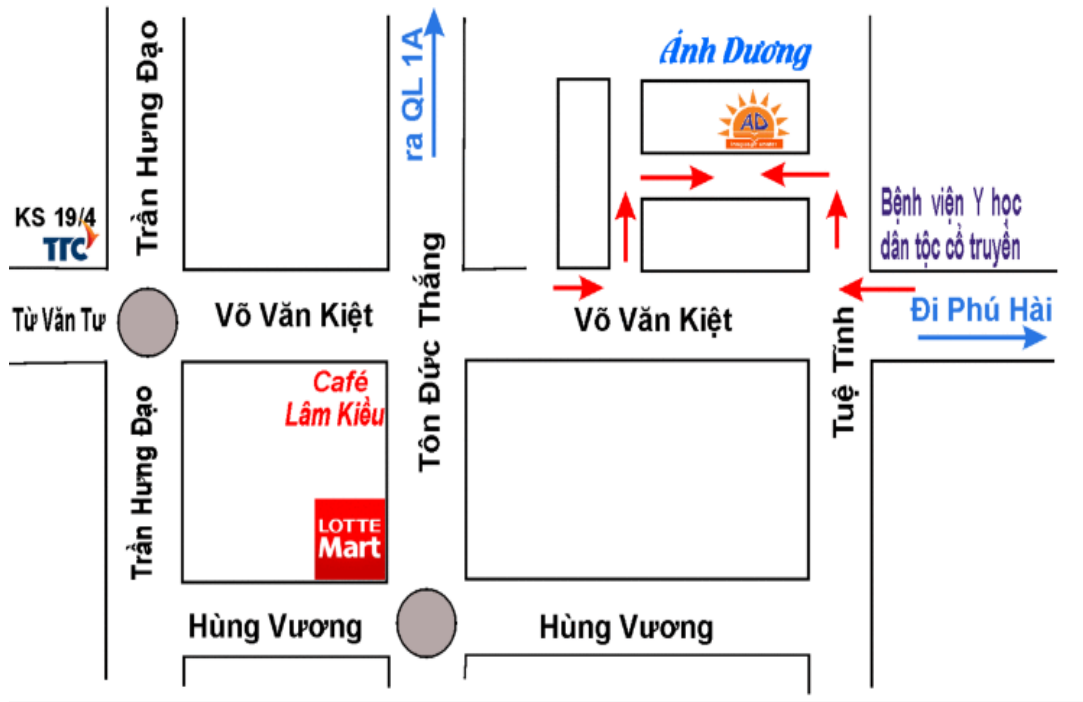 Trần Hưng Đạo
ra QL 1A
Ánh Dương
AD
KS 19/4
TTC
Bệnh viện Y học
dân tộc cổ truyền
Từ Văn Tư
Võ Văn Kiệt
Tôn Đức Thắng
Võ Văn Kiệt
Tuệ Tĩnh
Đi Phú Hài
Café
Lâm Kiều
Trần Hưng Đạo
LOTTE
Mart
Hùng Vương
Hùng Vương